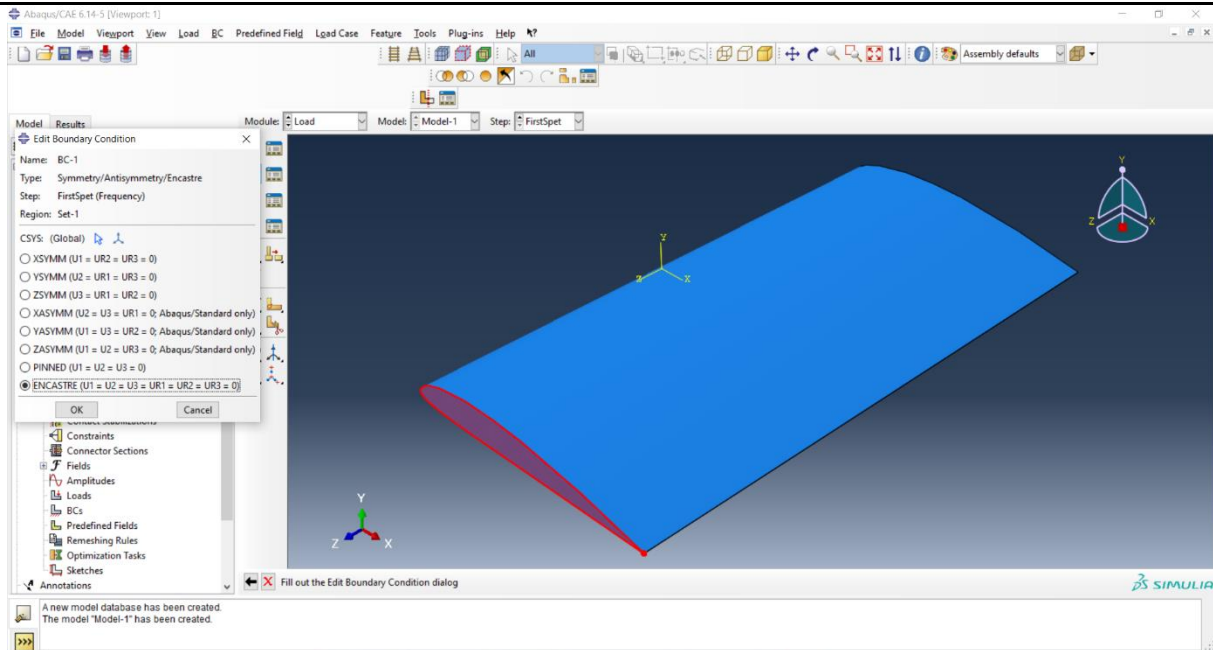 Abaqus/CAE 6.14-5 [Viewport: 1]
File Model Viewport View Load BC Predefined Field Load Case Feature Tools Plug-ins Help
All
Assembly defaults
Model Results
Module: Load Model: Model-1 Step: FirstSpet
Edit Boundary Condition
Name: BC-1
Type: Symmetry/Antisymmetry/Encastre
Step: FirstSpet (Frequency)
Region: Set-1
CSYS: (Global)
XSYMM (U1 = UR2 = UR3 = 0)
YSYMM (U2 = UR1 = UR3 = 0)
ZSYMM (U3 = UR1 = UR2 = 0)
XASYMM (U2 = U3 = UR1 = 0; Abaqus/Standard only)
YASYMM (U1 = U3 = UR2 = 0; Abaqus/Standard only)
ZASYMM (U1 = U2 = UR3 = 0; Abaqus/Standard only)
PINNED (U1 = U2 = U3 = 0)
ENCASTRE (U1 = U2 = U3 = UR1 = UR2 = UR3 = 0)
OK Cancel
Contact Stabilizations
Constraints
Connector Sections
Fields
Amplitudes
Loads
BCs
Predefined Fields
Remeshing Rules
Optimization Tasks
Sketches
Annotations
Y
Z X
Y
Z X
Y
Z X
Fill out the Edit Boundary Condition dialog
SIMULIA
A new model database has been created.
The model "Model-1" has been created.
>>>